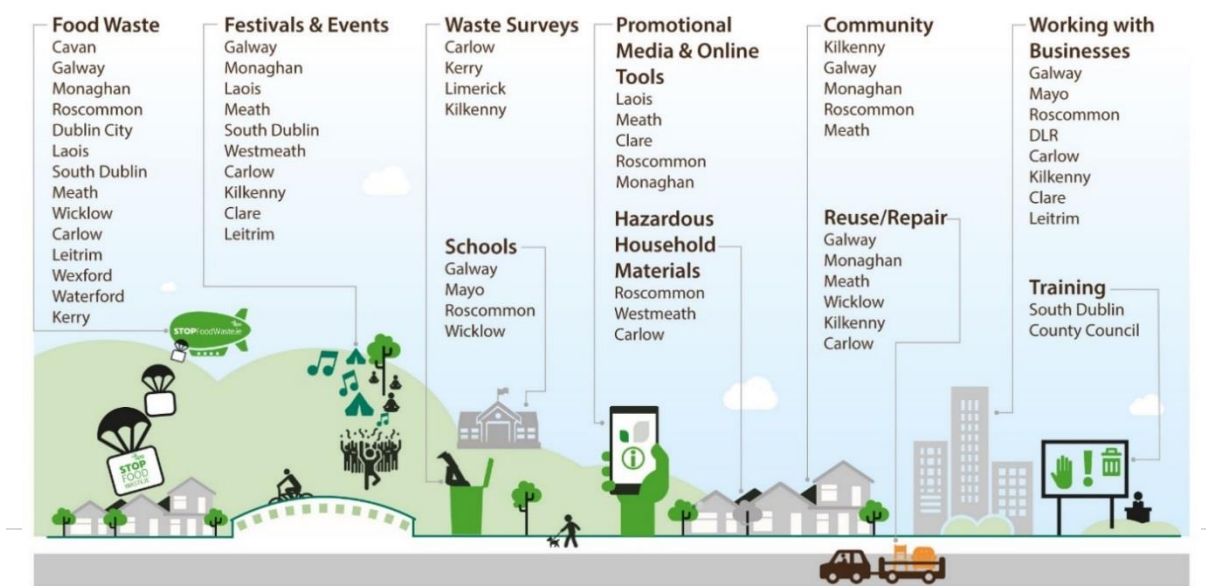 Food Waste
Cavan
Galway
Monaghan
Roscommon
Dublin City
Laois
South Dublin
Meath
Wicklow
Carlow
Leitrim
Wexford
Waterford
Kerry
Festivals & Events
Galway
Monaghan
Laois
Meath
South Dublin
Westmeath
Carlow
Kilkenny
Clare
Leitrim
Waste Surveys
Carlow
Kerry
Limerick
Kilkenny
Schools
Galway
Mayo
Roscommon
Wicklow
Promotional
Media & Online
Tools
Laois
Meath
Clare
Roscommon
Monaghan
Hazardous
Household
Materials
Roscommon
Westmeath
Carlow
Community
Kilkenny
Galway
Monaghan
Roscommon
Meath
Reuse/Repair
Galway
Monaghan
Meath
Wicklow
Kilkenny
Carlow
Working with
Businesses
Galway
Mayo
Roscommon
DLR
Carlow
Kilkenny
Clare
Leitrim
Training
South Dublin
County Council
STOPFoodWaste.ie
STOP
FOOD
WASTE.IE